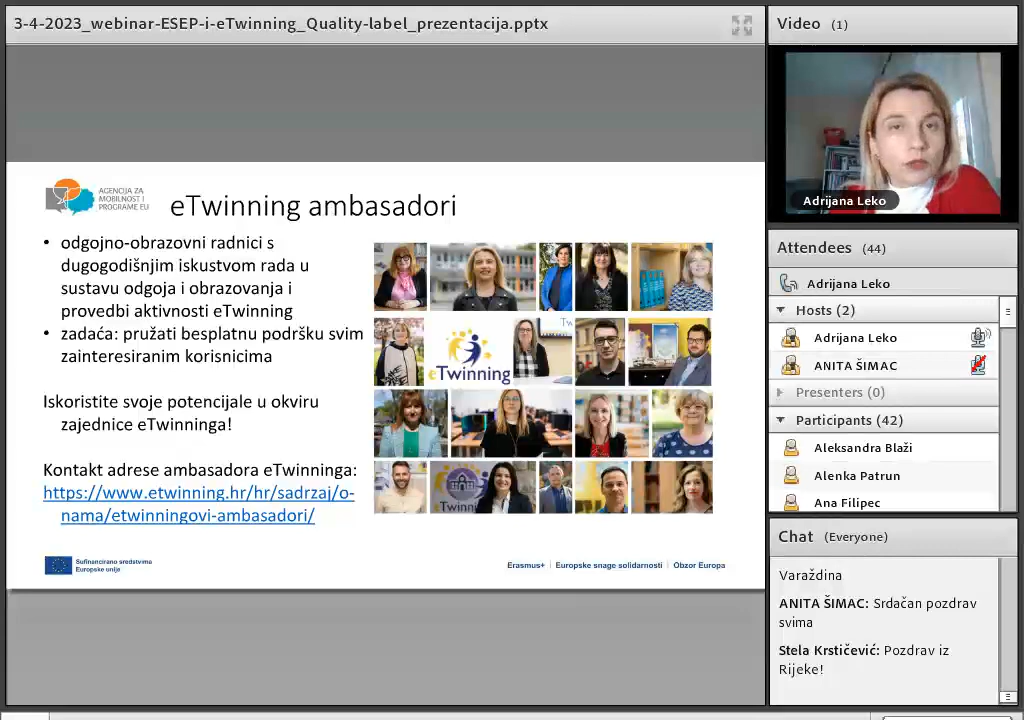 3-4-2023_webinar-ESEP-i-eTwinning_Quality-label_prezentacija.pptx
AGENCIJA ZA
MOBILNOST I
PROGRAME EU
eTwinning ambasadori
• odgojno-obrazovni radnici s
dugogodišnjim iskustvom rada u
sustavu odgoja i obrazovanja i
provedbi aktivnosti eTwinning
• zadaća: pružati besplatnu podršku svim
zainteresiranim korisnicima
Iskoristite svoje potencijale u okviru
zajednice eTwinninga!
Kontakt adrese ambasadora eTwinninga:
https://www.etwinning.hr/hr/sadrzaj/o-
nama/etwinningovi-ambasadori/
eTwinning
Sufinancirano sredstvima
Europske unije
Erasmus+ | Europske snage solidarnosti | Obzor Europa
Video (1)
Adrijana Leko
Attendees (44)
Adrijana Leko
Hosts (2)
Adrijana Leko
ANITA ŠIMAC
Presenters (0)
Participants (42)
Aleksandra Blaži
Alenka Patrun
Ana Filipec
Chat (Everyone)
Varaždina
ANITA ŠIMAC: Srdačan pozdrav
svima
Stela Krstičević: Pozdrav iz
Rijeke!